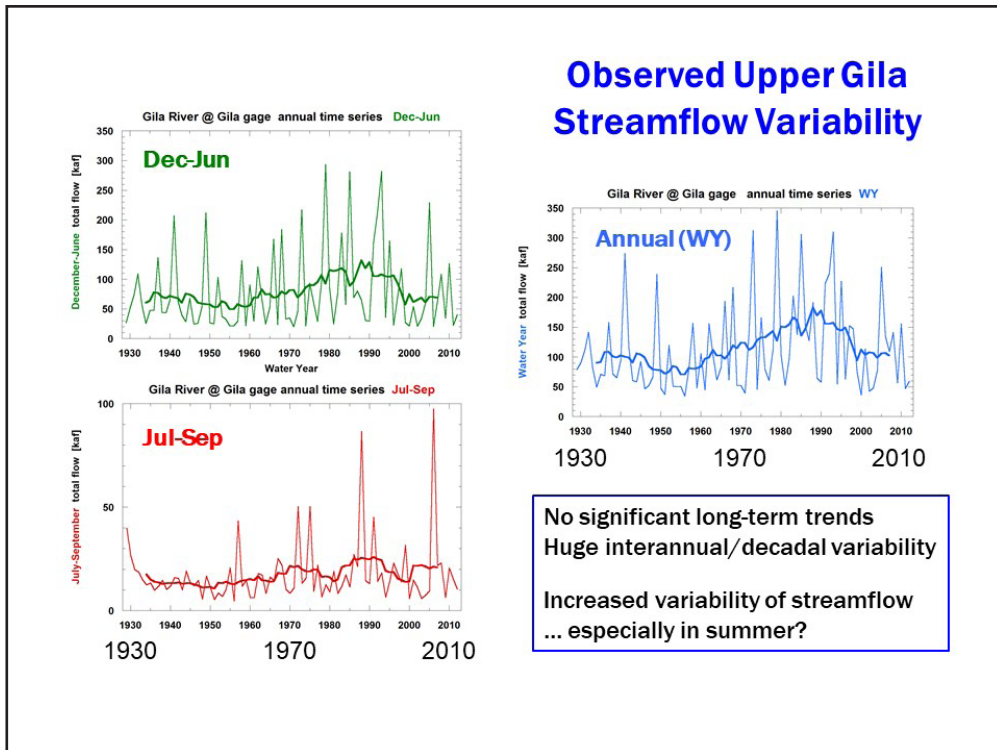 Observed Upper Gila
Streamflow Variability
Gila River @ Gila gage annual time series Dec-Jun
Dec-Jun
December-June total flow [kaf]
350
300
250
200
150
100
50
0
1930 1940 1950 1960 1970 1980 1990 2000 2010
Water Year
Gila River @ Gila gage annual time series Jul-Sep
Jul-Sep
July-September total flow [kaf]
100
50
0
1930 1940 1950 1960 1970 1980 1990 2000 2010
1930 1970 2010
Gila River @ Gila gage annual time series WY
Annual (WY)
Water Year total flow [kaf]
350
300
250
200
150
100
50
0
1930 1940 1950 1960 1970 1980 1990 2000 2010
1930 1970 2010
No significant long-term trends
Huge interannual/decadal variability
Increased variability of streamflow
... especially in summer?